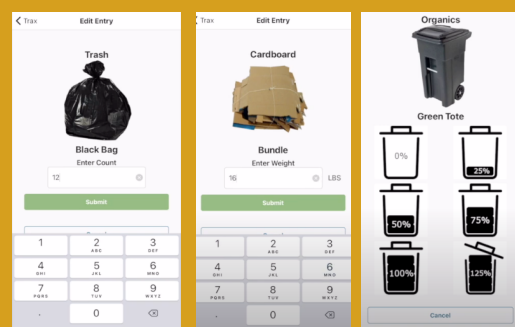 Trax
Edit Entry
Trash
Black Bag
Enter Count
12
Submit
1
2
ABC
3
DEF
4
GHI
5
JKL
6
MNO
7
PQRS
8
TUV
9
WXYZ
.
0
Trax
Edit Entry
Cardboard
Bundle
Enter Weight
16
LBS
Submit
1
2
ABC
3
DEF
4
GHI
5
JKL
6
MNO
7
PQRS
8
TUV
9
WXYZ
.
0
Organics
Green Tote
0%
25%
50%
75%
100%
125%
Cancel